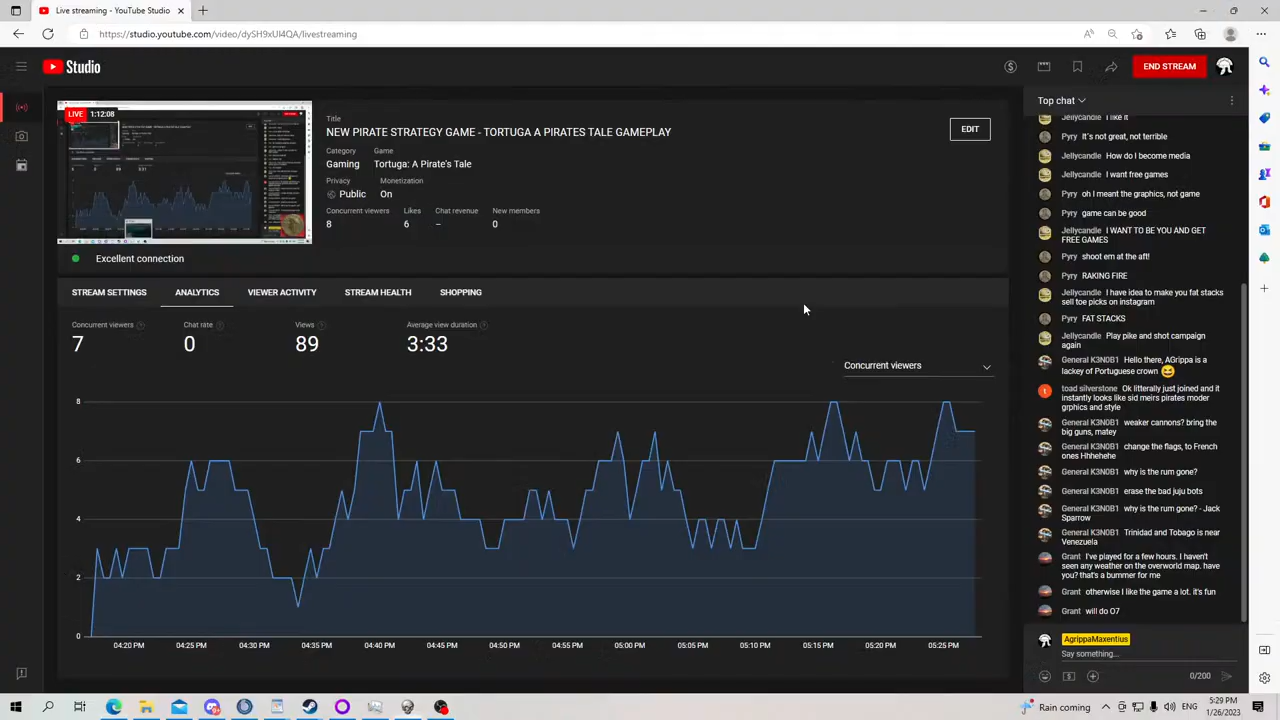 Live streaming - YouTube Studio
https://studio.youtube.com/video/dySH9xUI4QA/livestreaming
Studio
END STREAM
LIVE 1:12:08
Title
NEW PIRATE STRATEGY GAME - TORTUGA A PIRATES TALE GAMEPLAY
EDIT
Category Game
Gaming Tortuga: A Pirate's Tale
Privacy Monetization
Public On
Concurrent viewers Likes Chat revenue New members
8 6 – 0
Excellent connection
STREAM SETTINGS ANALYTICS VIEWER ACTIVITY STREAM HEALTH SHOPPING
Concurrent viewers Chat rate Views Average view duration
7 0 89 3:33
Concurrent viewers
8
6
4
2
0
04:20 PM 04:25 PM 04:30 PM 04:35 PM 04:40 PM 04:45 PM 04:50 PM 04:55 PM 05:00 PM 05:05 PM 05:10 PM 05:15 PM 05:20 PM 05:25 PM
Top chat
Jellycandle I like it
Pyry It's not great, not terrible
Jellycandle How do I become media
Jellycandle I want free games
Pyry oh I meant the graphics, not game
Pyry game can be good
Jellycandle I WANT TO BE YOU AND GET
FREE GAMES
Pyry shoot em at the aft!
Pyry RAKING FIRE
Jellycandle I have idea to make you fat stacks
sell toe picks on instagram
Pyry FAT STACKS
Jellycandle Play pike and shot campaign
again
General K3N0B1 Hello there, AGrippa is a
lackey of Portuguese crown 😆
toad silverstone Ok litterally just joined and it
instantly looks like sid meirs pirates moder
grphics and style
General K3N0B1 weaker cannons? bring the
big guns, matey
General K3N0B1 change the flags, to French
ones Hhhehehe
General K3N0B1 why is the rum gone?
General K3N0B1 erase the bad juju bots
General K3N0B1 why is the rum gone? - Jack
Sparrow
General K3N0B1 Trinidad and Tobago is near
Venezuela
Grant I've played for a few hours. I haven't
seen any weather on the overworld map. have
you? that's a bummer for me
Grant otherwise I like the game a lot. it's fun
Grant will do O7
AgrippaMaxentius
Say something...
0/200
Rain coming
ENG
5:29 PM
1/26/2023